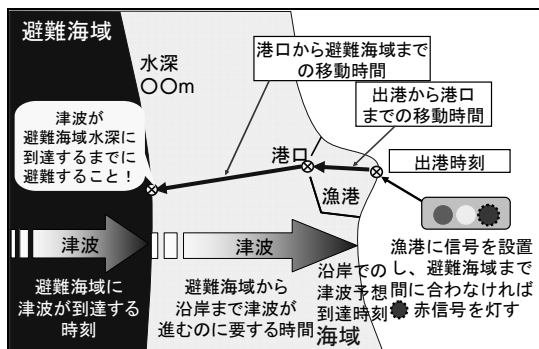 避難海域
水深
〇〇m
港口から避難海域まで
の移動時間
出港から港口
までの移動時間
津波が
避難海域水深に
到達するまでに
避難すること！
港口
出港時刻
漁港
津波
津波
避難海域に
津波が到達する
時刻
避難海域から
沿岸まで津波が
進むのに要する時間
沿岸での
津波予想
到達時刻
海域
漁港に信号を設置
し、避難海域まで
間に合わなければ
赤信号を灯す